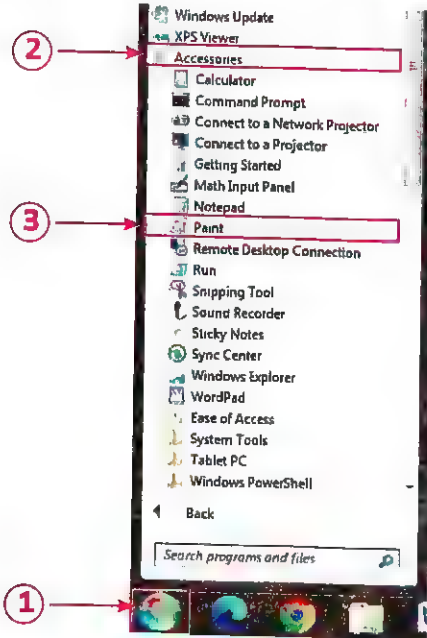 Windows Update
XPS Viewer
2
Accessories
Calculator
Command Prompt
Connect to a Network Projector
Connect to a Projector
Getting Started
Math Input Panel
Notepad
3
Paint
Remote Desktop Connection
Run
Snipping Tool
Sound Recorder
Sticky Notes
Sync Center
Windows Explorer
WordPad
Ease of Access
System Tools
Tablet PC
Windows PowerShell
Back
Search programs and files
1